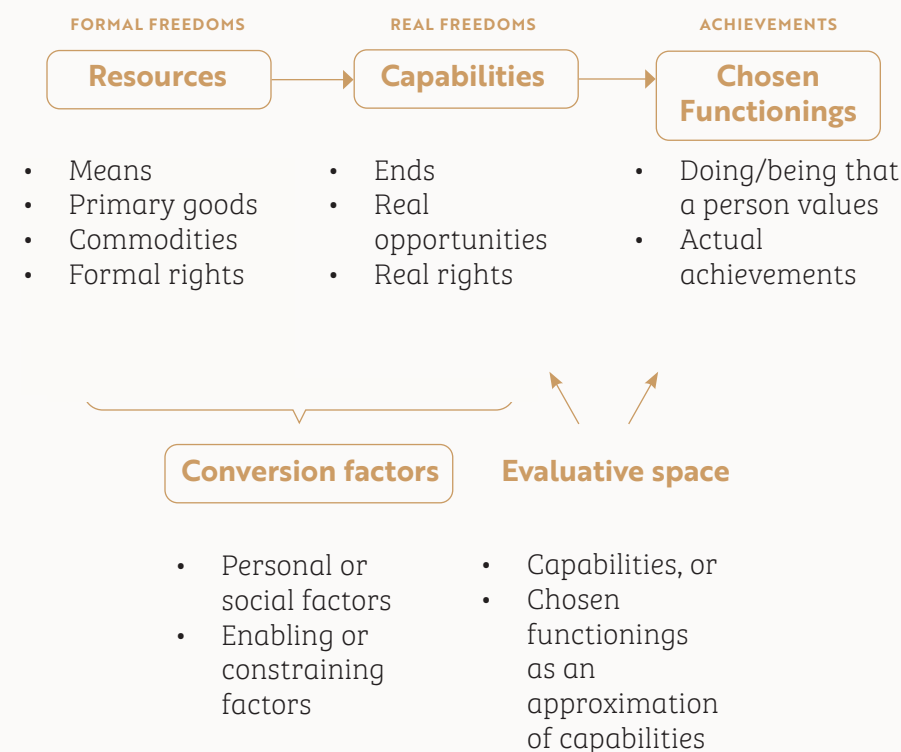 FORMAL FREEDOMS
REAL FREEDOMS
ACHIEVEMENTS
Resources
Capabilities
Chosen
Functionings
• Means
• Primary goods
• Commodities
• Formal rights
• Ends
• Real
opportunities
• Real rights
• Doing/being that
a person values
• Actual
achievements
Conversion factors
Evaluative space
• Personal or
social factors
• Enabling or
constraining
factors
• Capabilities, or
• Chosen
functionings
as an
approximation
of capabilities